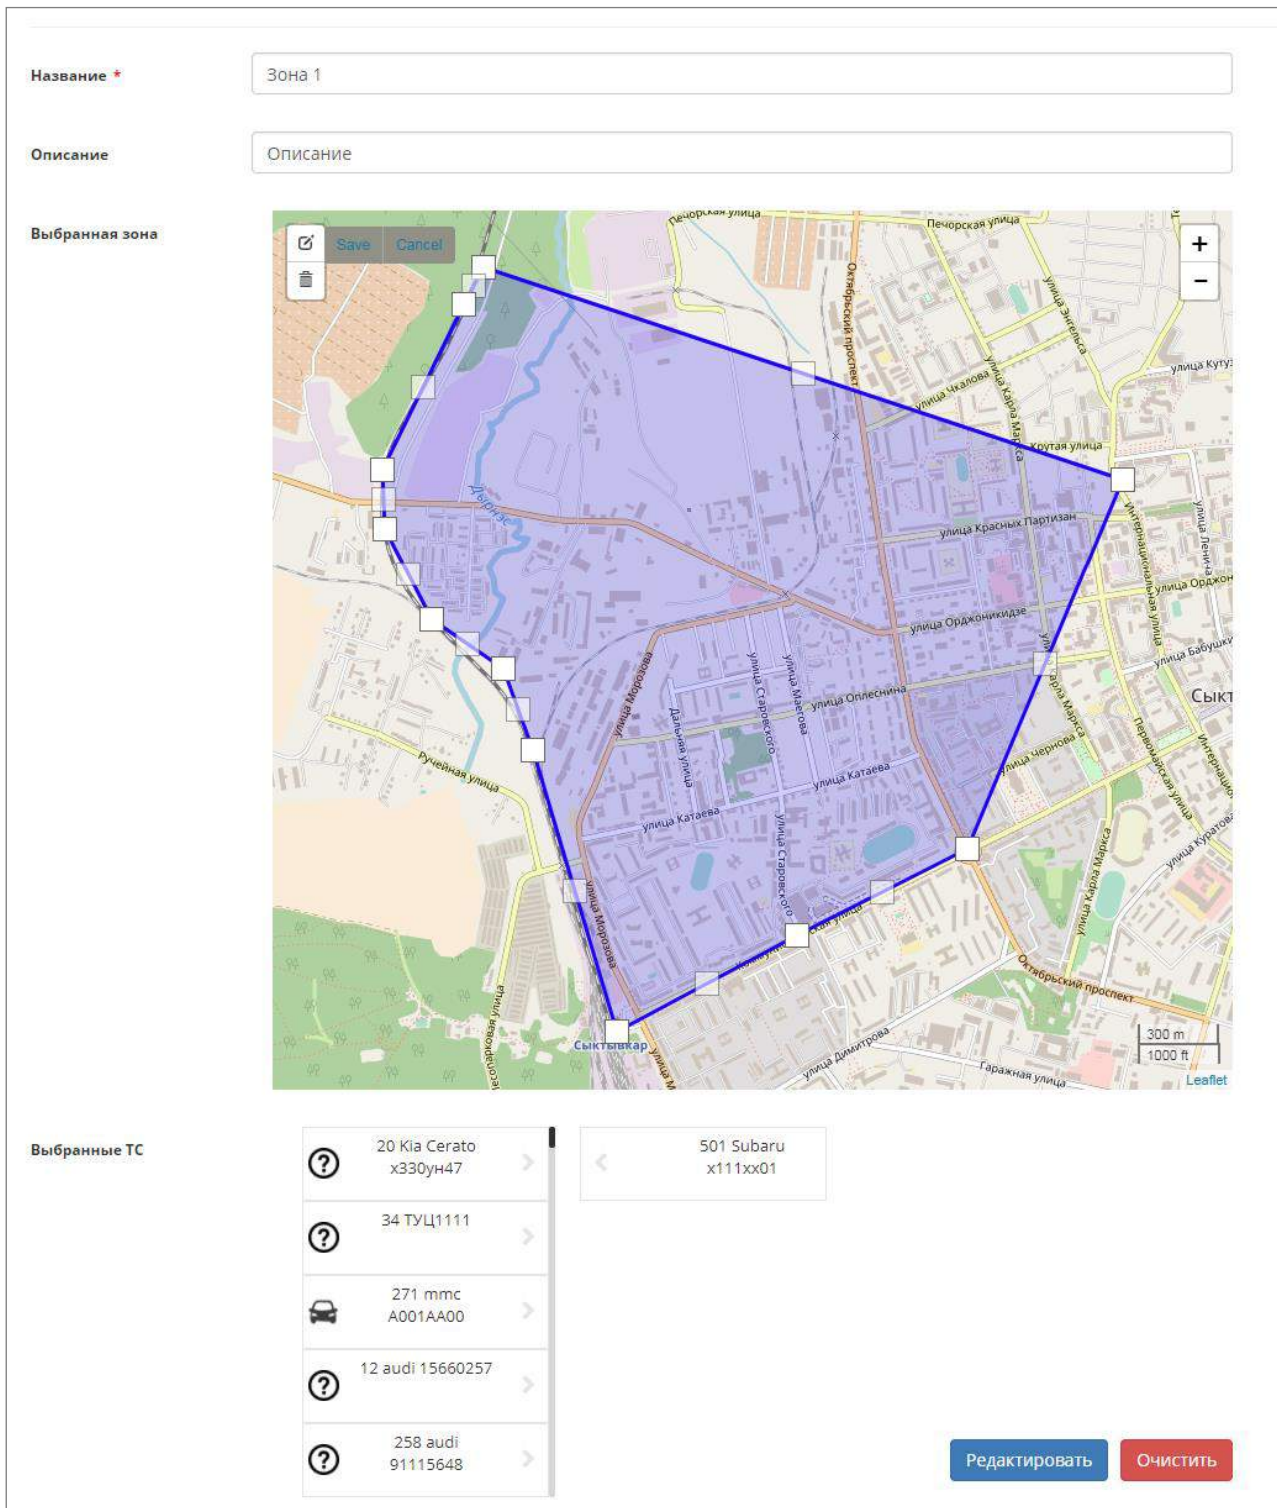 Название *
Зона 1
Описание
Описание
Выбранная зона
Save Cancel
Печорская улица
Печорская улица
+
−
Октябрьский проспект
улица Энгельса
улица Чкалова
улица Карла Маркса
улица Кутуз
Крутая улица
улица Красных Партизан
Интернациональная улица
улица Ленина
Дырнос
улица Орджоникидзе
улица Орджон
улица Бабушки
Сыкт
улица Морозова
улица Старовского
улица Маегова
улица Оплеснина
Дальняя улица
Первомайская улица
улица Чернова
улица Катаева
улица Катаева
Ручейная улица
улица Старовского
улица Карла Маркса
улица Куратова
улица Морозова
Октябрьский проспект
Сыктывкар
улица М
улица Димитрова
Гаражная улица
300 m
1000 ft
Leaflet
Выбранные ТС
20 Kia Cerato
х330ун47
501 Subaru
х111хх01
34 ТУЦ1111
271 mmc
А001АА00
12 audi 15660257
258 audi
91115648
Редактировать
Очистить